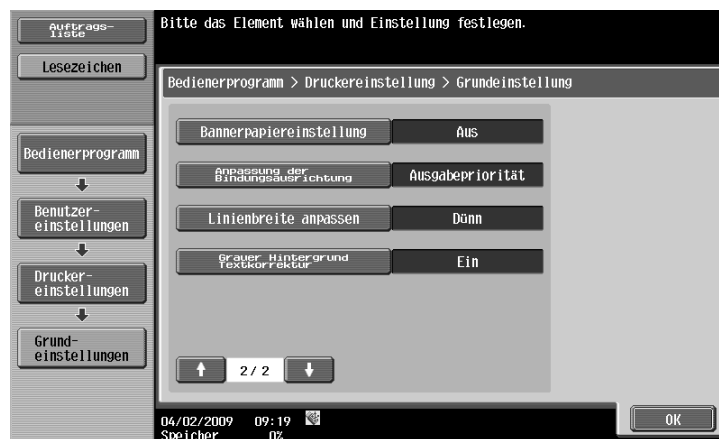 Auftrags-
liste
Lesezeichen
Bedienerprogramm
Benutzer-
einstellungen
Drucker-
einstellungen
Grund-
einstellungen
Bitte das Element wählen und Einstellung festlegen.
Bedienerprogramm > Druckereinstellung > Grundeinstellung
Bannerpapiereinstellung Aus
Anpassung der
Bindungsausrichtung Ausgabepriorität
Linienbreite anpassen Dünn
Grauer Hintergrund
Textkorrektur Ein
2/ 2
04/02/2009 09:19
Speicher 0%
OK